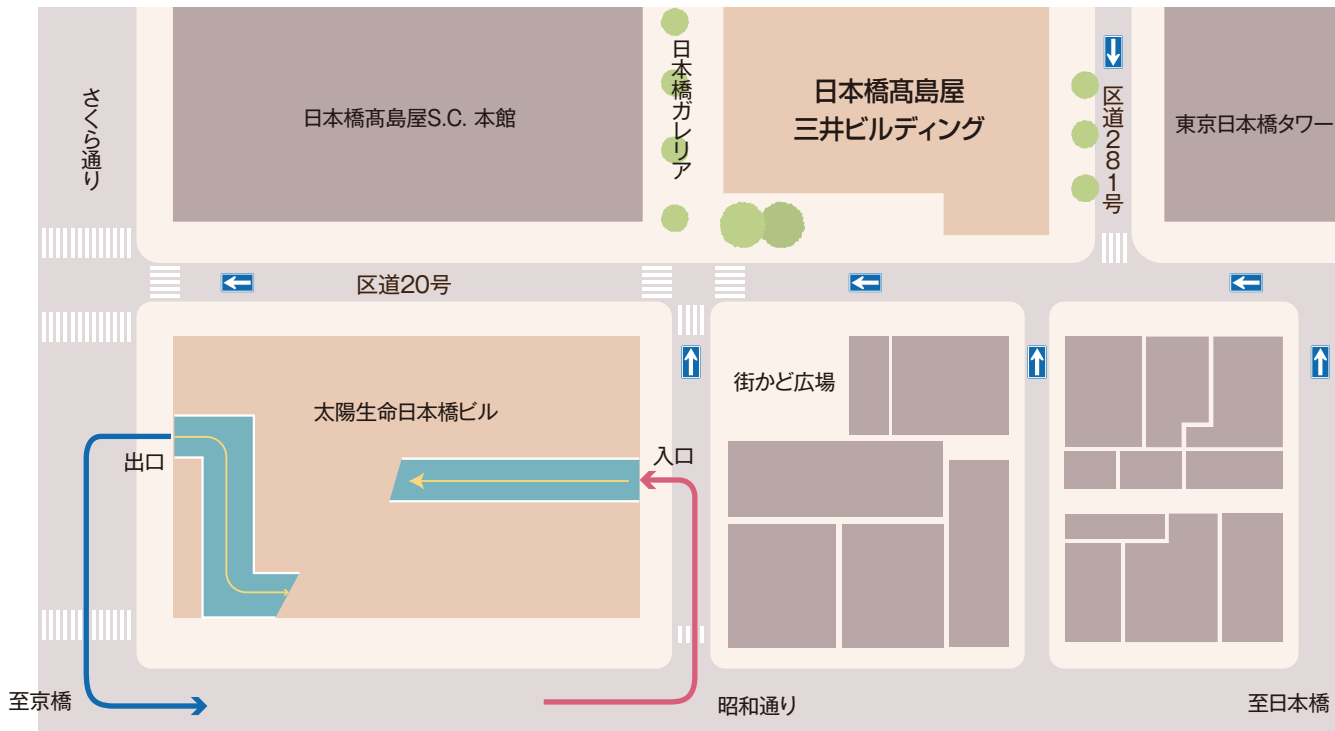 さくら通り
日本橋髙島屋S.C. 本館
日本橋ガレリア
日本橋髙島屋
三井ビルディング
区道281号
東京日本橋タワー
区道20号
太陽生命日本橋ビル
街かど広場
出口
入口
至京橋
昭和通り
至日本橋